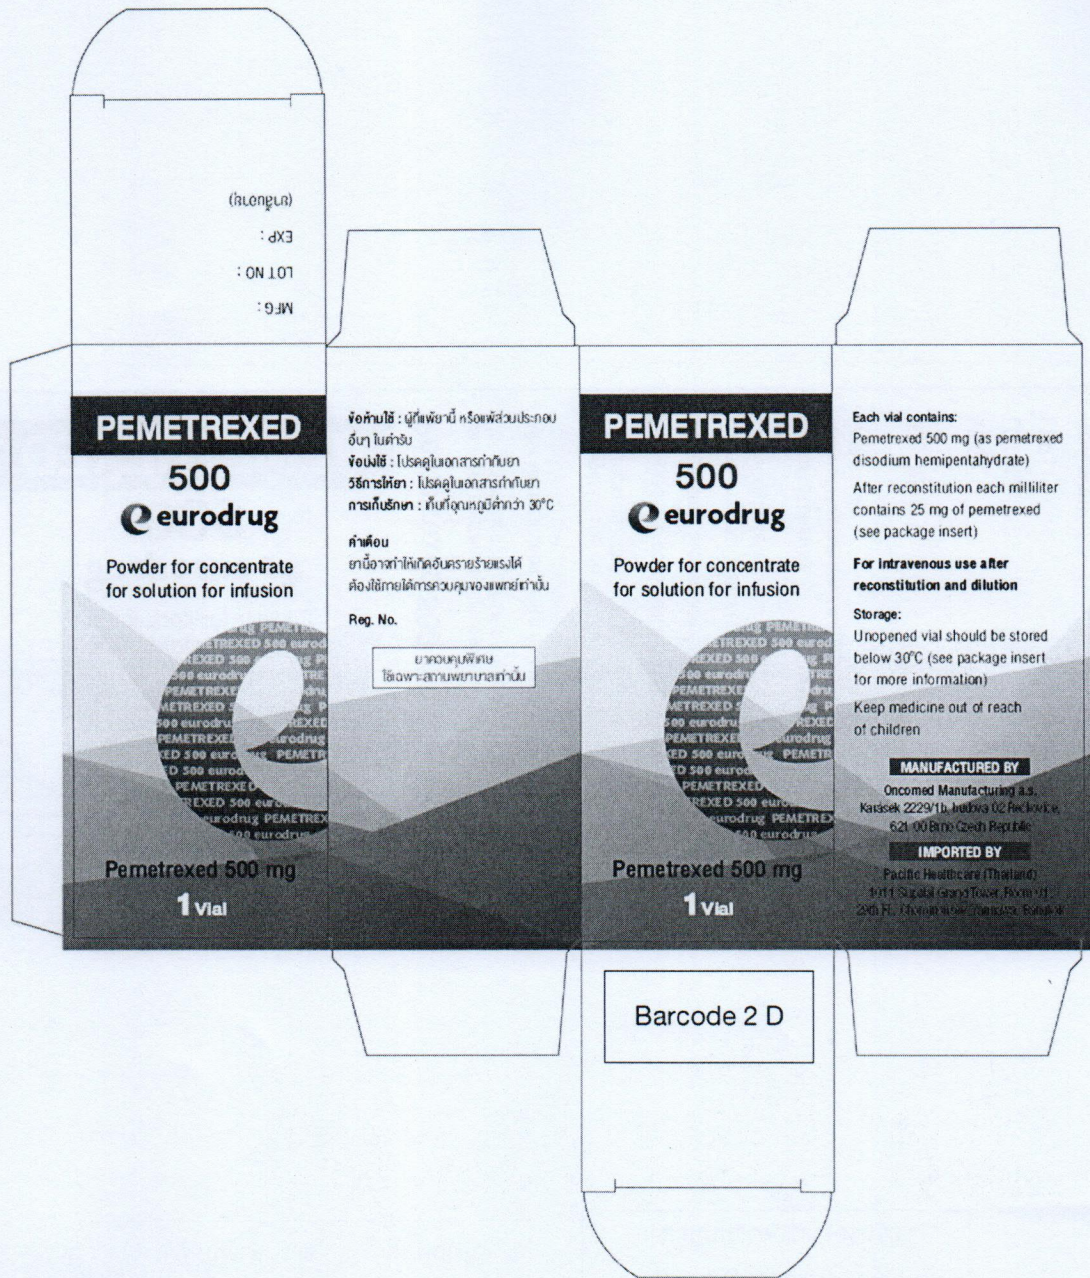 (ยาสิ้นอายุ)
EXP :
LOT NO :
MFG :
PEMETREXED
500
eurodrug
Powder for concentrate
for solution for infusion
Pemetrexed 500 mg
1 Vial
ข้อห้ามใช้ : ผู้ที่แพ้ยานี้ หรือแพ้ส่วนประกอบ
อื่นๆ ในตำรับ
ข้อบ่งใช้ : โปรดดูในเอกสารกำกับยา
วิธีการให้ยา : โปรดดูในเอกสารกำกับยา
การเก็บรักษา : เก็บที่อุณหภูมิต่ำกว่า 30°C
คำเตือน
ยานี้อาจทำให้เกิดอันตรายร้ายแรงได้
ต้องใช้ภายใต้การควบคุมของแพทย์เท่านั้น
Reg. No.
ยาควบคุมพิเศษ
ใช้เฉพาะสถานพยาบาลเท่านั้น
PEMETREXED
500
eurodrug
Powder for concentrate
for solution for infusion
Pemetrexed 500 mg
1 Vial
Each vial contains:
Pemetrexed 500 mg (as pemetrexed
disodium hemipentahydrate)
After reconstitution each milliliter
contains 25 mg of pemetrexed
(see package insert)
For intravenous use after
reconstitution and dilution
Storage:
Unopened vial should be stored
below 30°C (see package insert
for more information)
Keep medicine out of reach
of children
MANUFACTURED BY
Oncomed Manufacturing a.s.
Karásek 2229/1b, budova 02 Řečkovice,
621 00 Brno Czech Republic
IMPORTED BY
Pacific Healthcare (Thailand)
1011 Supalai Grand Tower, Room 01,
Barcode 2 D